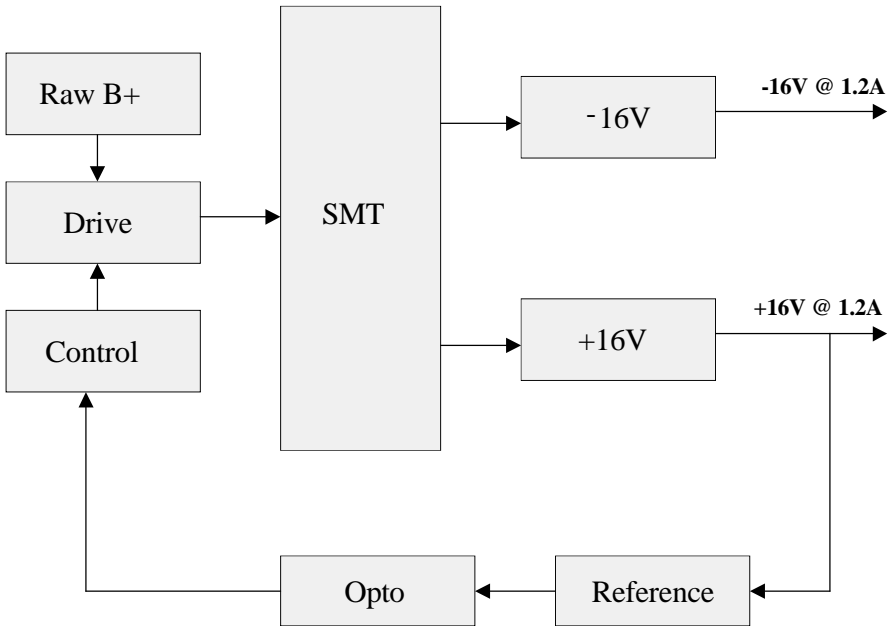 Raw B+
Drive
Control
SMT
-16V
-16V @ 1.2A
+16V
+16V @ 1.2A
Opto
Reference